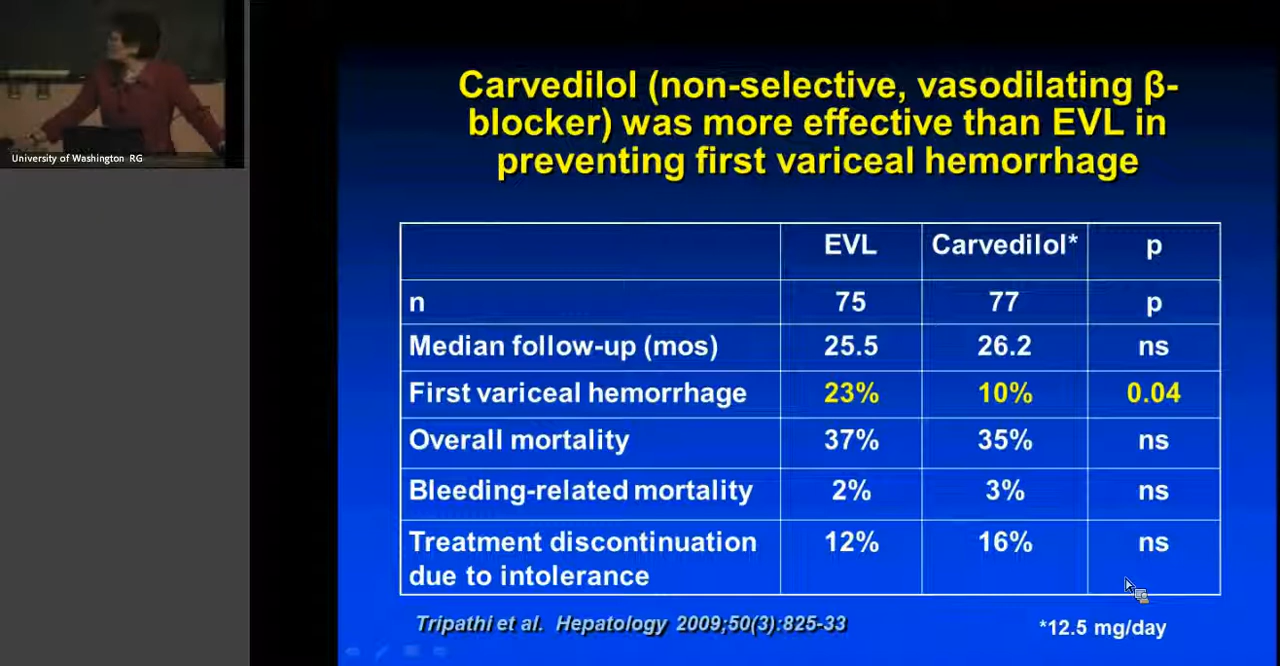 University of Washington RG
Carvedilol (non-selective, vasodilating β-
blocker) was more effective than EVL in
preventing first variceal hemorrhage
EVL Carvedilol* p
n 75 77 p
Median follow-up (mos) 25.5 26.2 ns
First variceal hemorrhage 23% 10% 0.04
Overall mortality 37% 35% ns
Bleeding-related mortality 2% 3% ns
Treatment discontinuation 12% 16% ns
due to intolerance
Tripathi et al. Hepatology 2009;50(3):825-33
*12.5 mg/day